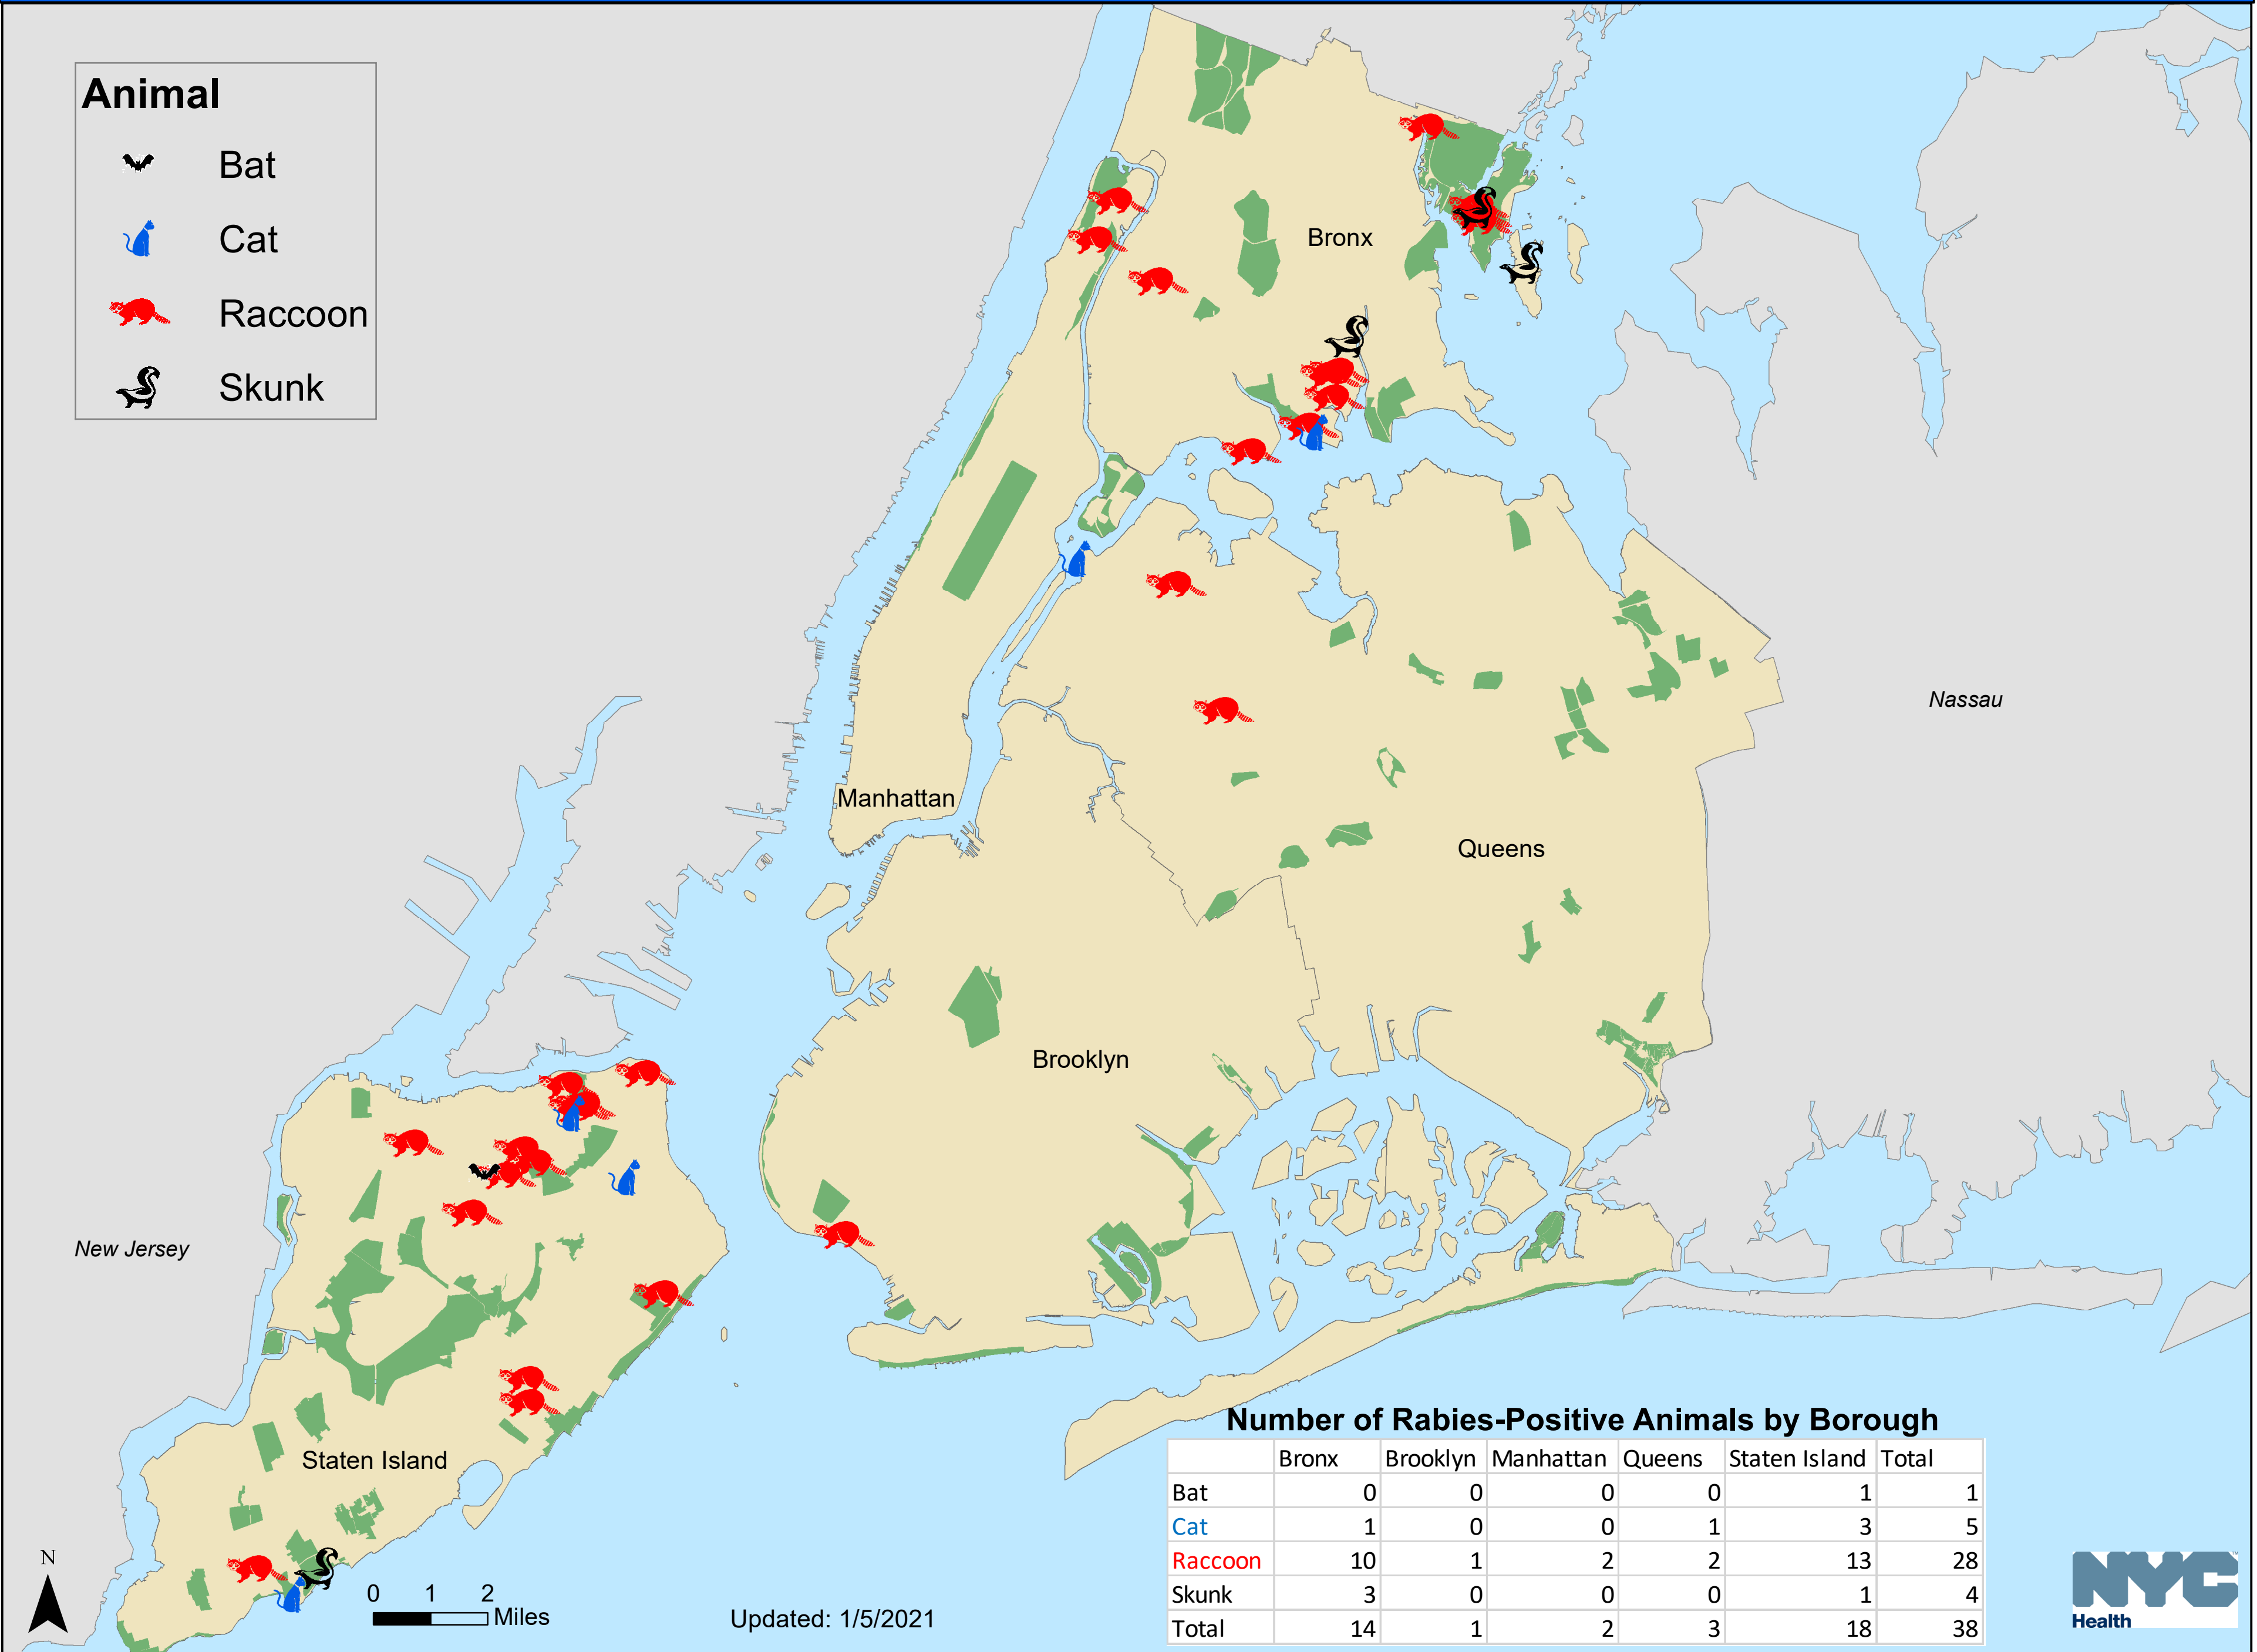 Animal
Bat
Cat
Raccoon
Skunk
Bronx
Manhattan
Queens
Nassau
Brooklyn
New Jersey
Staten Island
N
0 1 2
Miles
Updated: 1/5/2021
Number of Rabies-Positive Animals by Borough
Bronx Brooklyn Manhattan Queens Staten Island Total
Bat 0 0 0 0 1 1
Cat 1 0 0 1 3 5
Raccoon 10 1 2 2 13 28
Skunk 3 0 0 0 1 4
Total 14 1 2 3 18 38
NYC
Health